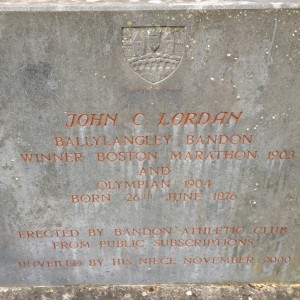 JOHN C LORDAN
BALLYLANGLEY BANDON
WINNER BOSTON MARATHON 1903
AND
OLYMPIAN 1904
BORN 26TH JUNE 1876
ERECTED BY BANDON ATHLETIC CLUB
FROM PUBLIC SUBSCRIPTIONS
UNVEILED BY HIS NIECE NOVEMBER 2000